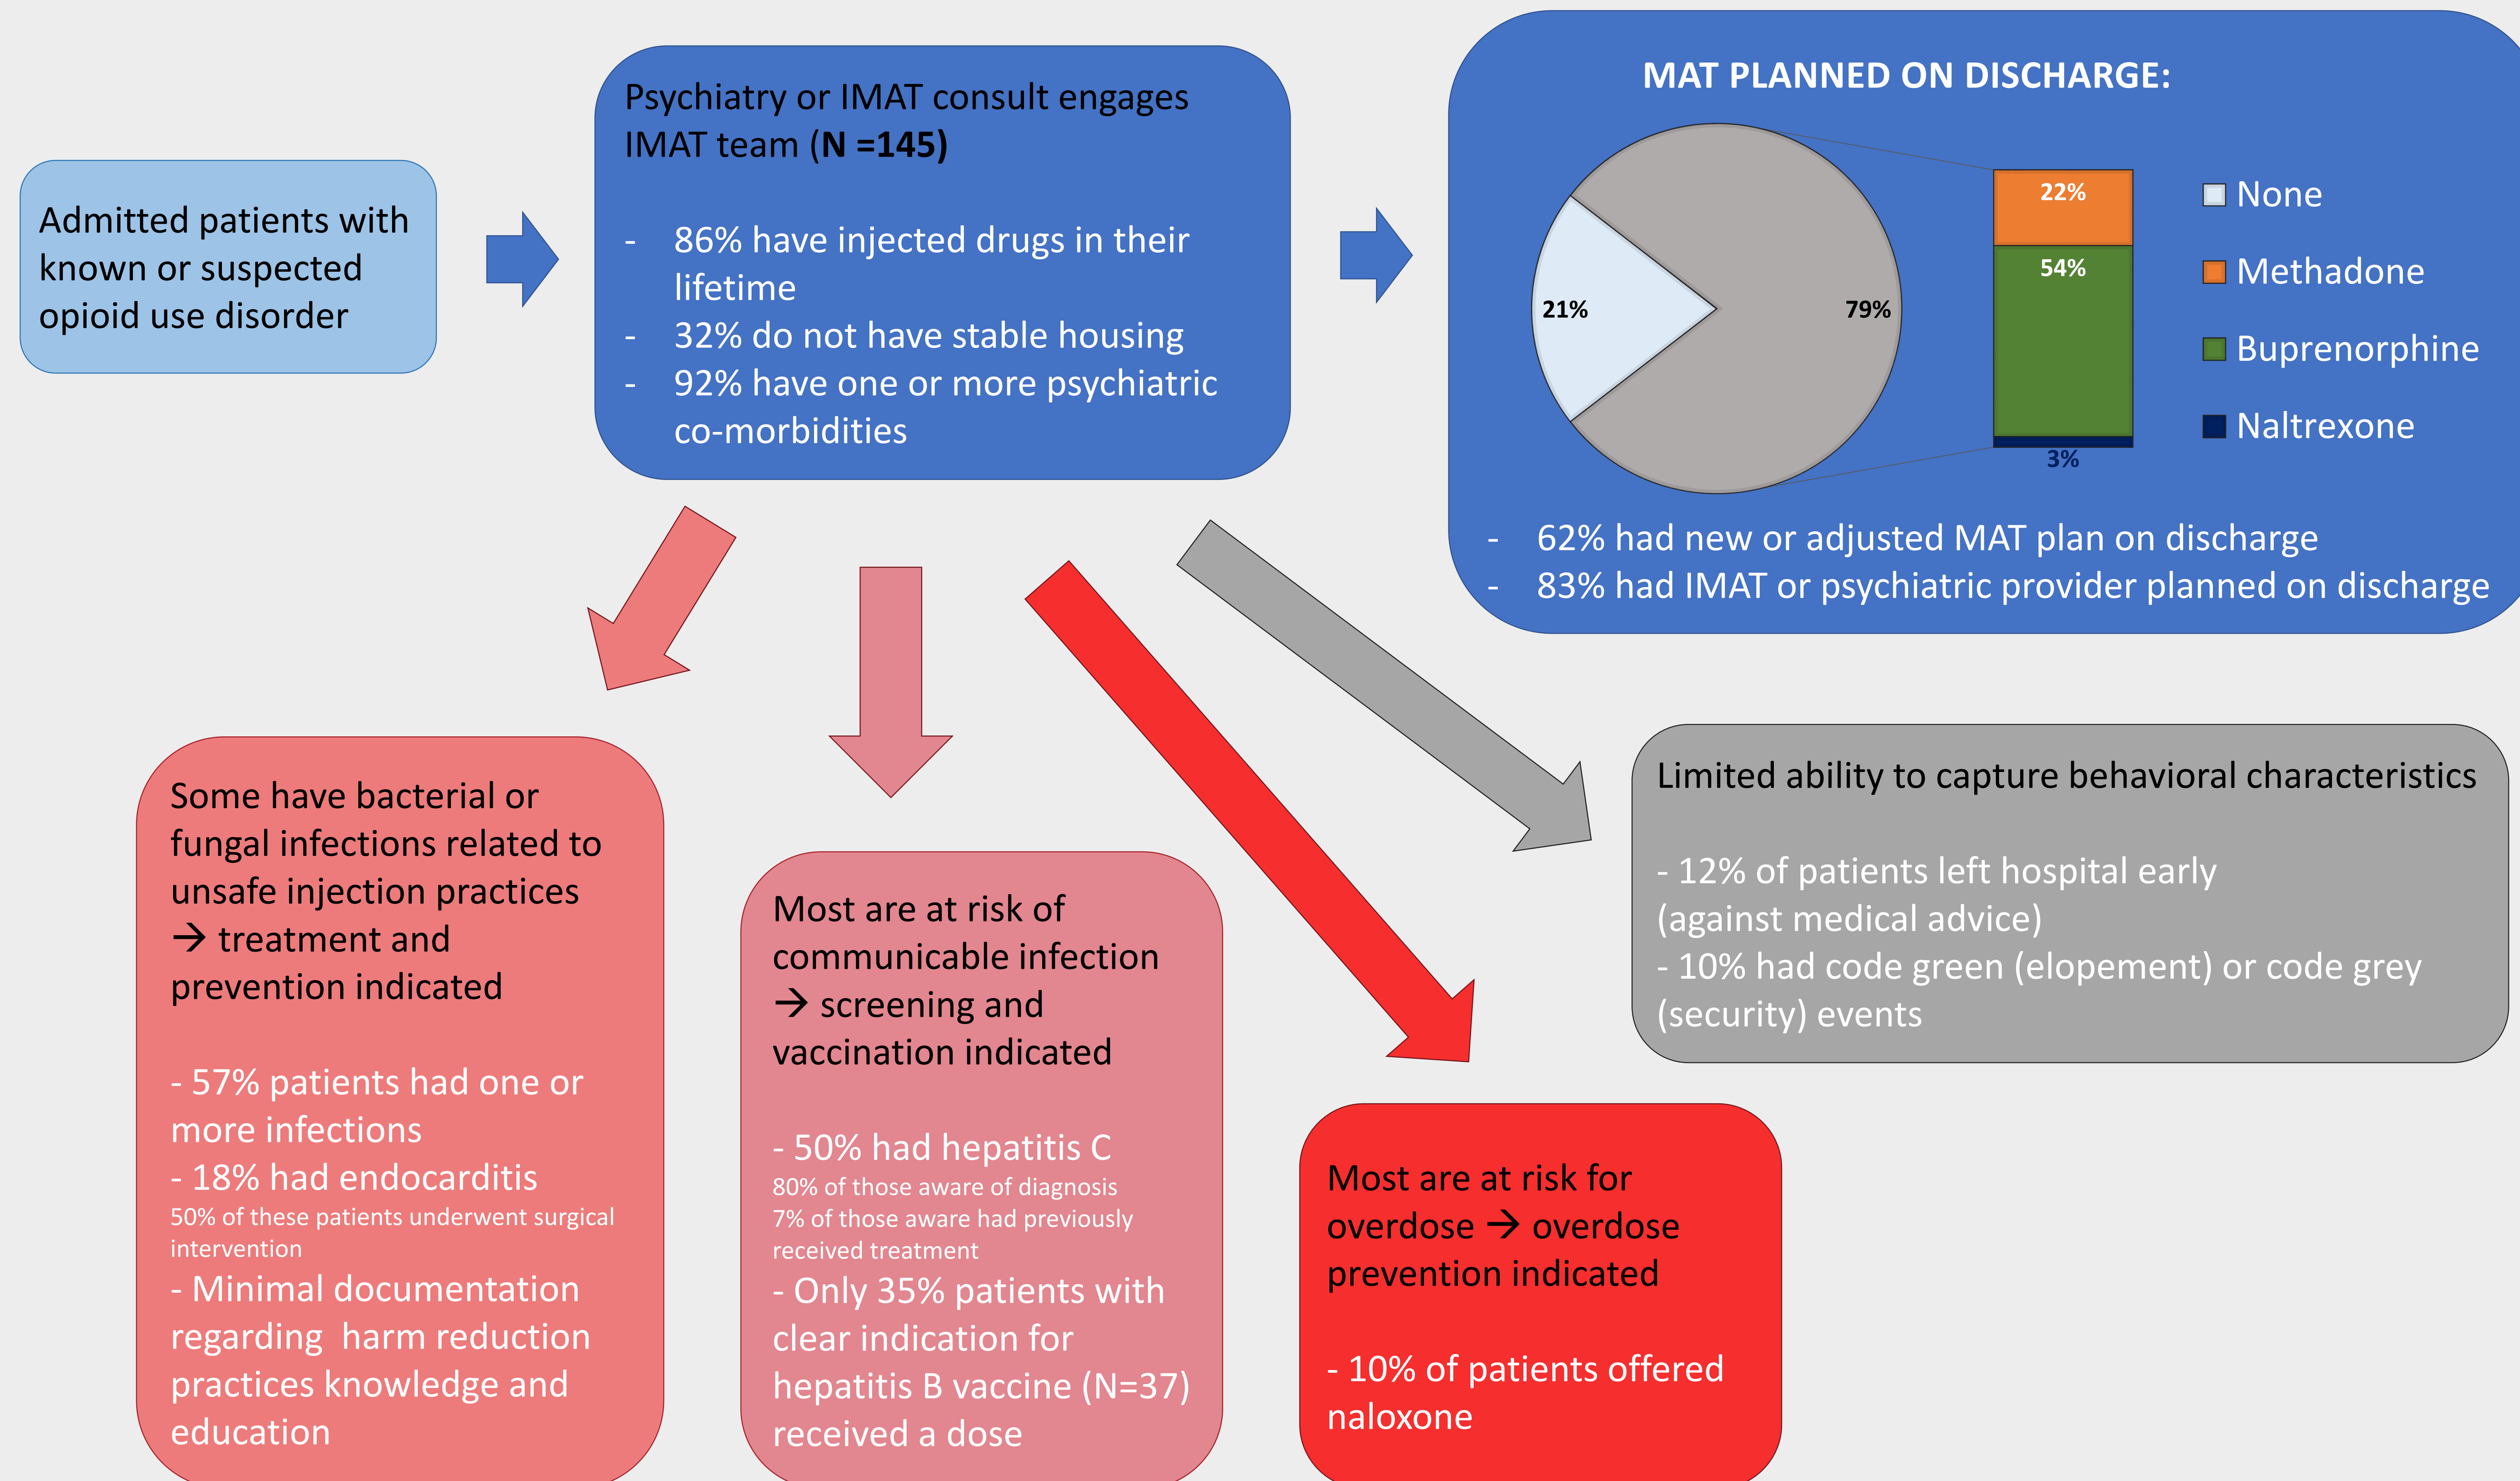 Admitted patients with
known or suspected
opioid use disorder
Psychiatry or IMAT consult engages
IMAT team (N =145)
- 86% have injected drugs in their
lifetime
- 32% do not have stable housing
- 92% have one or more psychiatric
co-morbidities
MAT PLANNED ON DISCHARGE:
21%
79%
22%
54%
3%
None
Methadone
Buprenorphine
Naltrexone
- 62% had new or adjusted MAT plan on discharge
- 83% had IMAT or psychiatric provider planned on discharge
Some have bacterial or
fungal infections related to
unsafe injection practices
→ treatment and
prevention indicated
- 57% patients had one or
more infections
- 18% had endocarditis
50% of these patients underwent surgical
intervention
- Minimal documentation
regarding harm reduction
practices knowledge and
education
Most are at risk of
communicable infection
→ screening and
vaccination indicated
- 50% had hepatitis C
80% of those aware of diagnosis
7% of those aware had previously
received treatment
- Only 35% patients with
clear indication for
hepatitis B vaccine (N=37)
received a dose
Most are at risk for
overdose → overdose
prevention indicated
- 10% of patients offered
naloxone
Limited ability to capture behavioral characteristics
- 12% of patients left hospital early
(against medical advice)
- 10% had code green (elopement) or code grey
(security) events